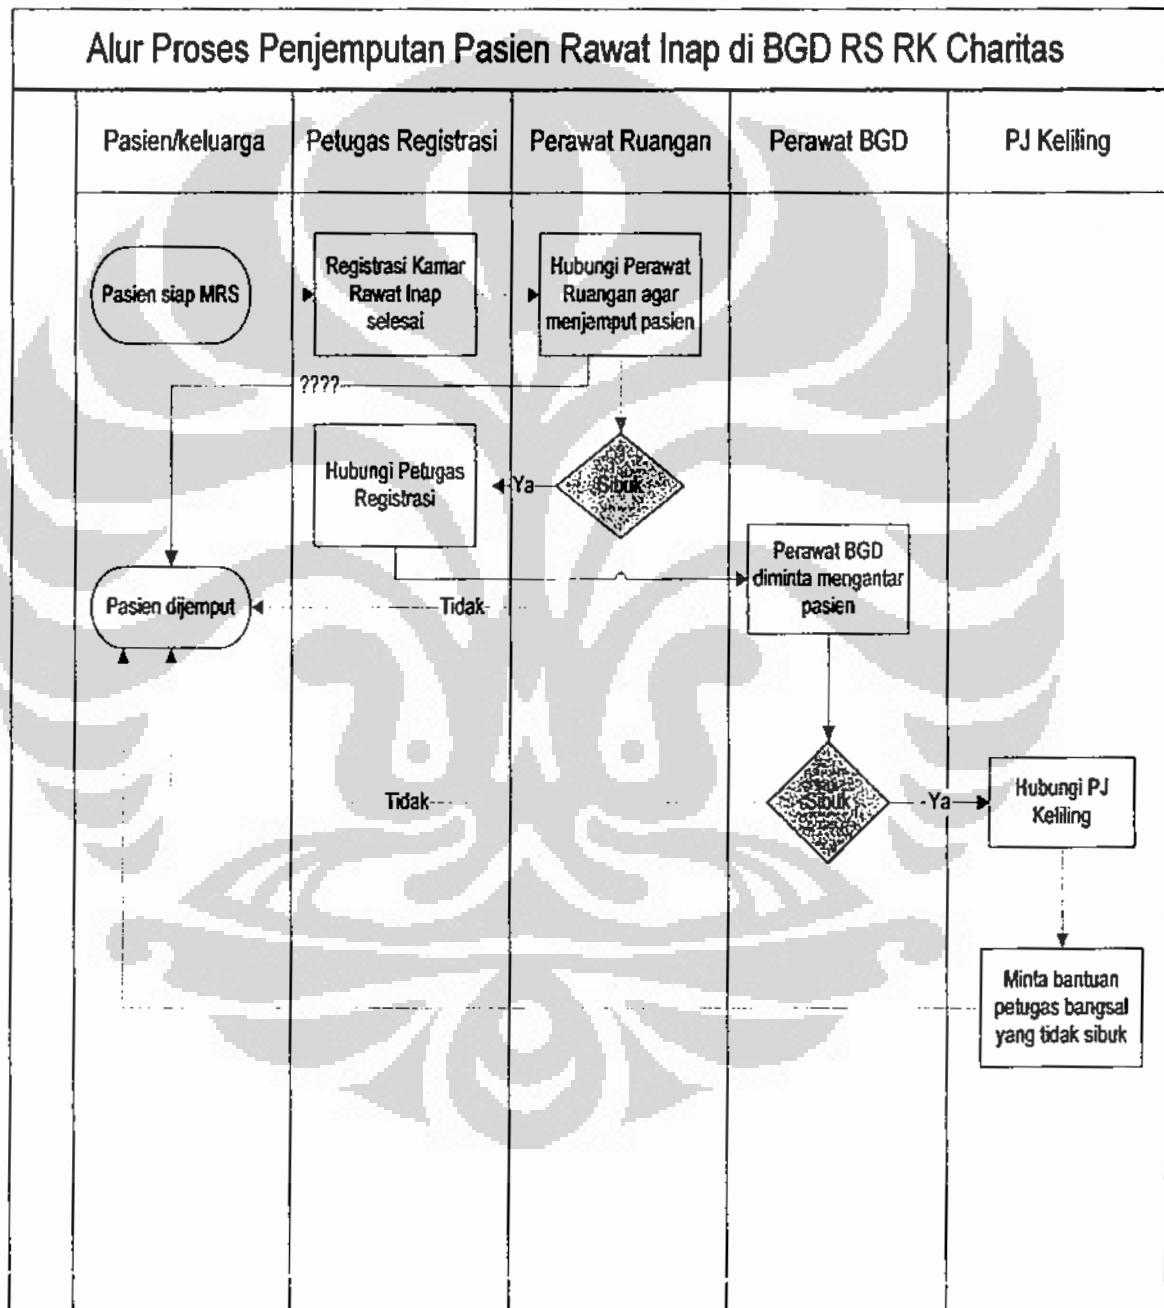 Alur Proses Penjemputan Pasien Rawat Inap di BGD RS RK Charitas
Pasien/keluarga
Petugas Registrasi
Perawat Ruangan
Perawat BGD
PJ Keliling
Pasien siap MRS
Registrasi Kamar
Rawat Inap
selesai
Hubungi Perawat
Ruangan agar
menjemput pasien
????
Hubungi Petugas
Registrasi
Ya
Sibuk
Perawat BGD
diminta mengantar
pasien
Pasien dijemput
Tidak
Tidak
Sibuk
Ya
Hubungi PJ
Keliling
Minta bantuan
petugas bangsal
yang tidak sibuk